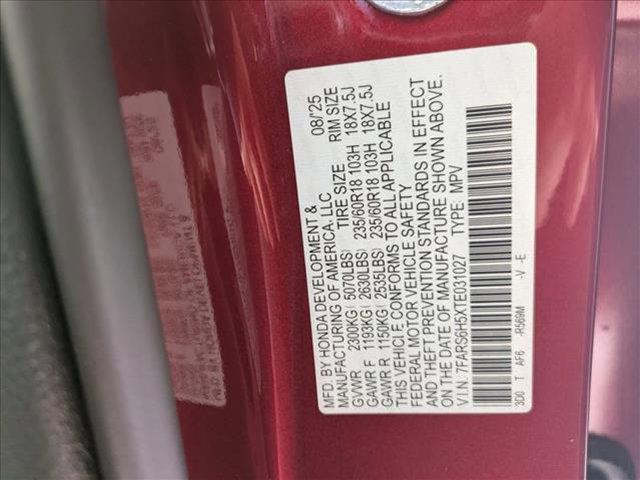 MFD. BY HONDA DEVELOPMENT & 08/'25
MANUFACTURING OF AMERICA, LLC
TIRE SIZE RIM SIZE
GVWR 2300KG (5070LBS) 235/60R18 103H 18X7.5J
GAWR F 1193KG (2630LBS) 235/60R18 103H 18X7.5J
GAWR R 1150KG (2535LBS)
THIS VEHICLE CONFORMS TO ALL APPLICABLE
FEDERAL MOTOR VEHICLE SAFETY
AND THEFT PREVENTION STANDARDS IN EFFECT
ON THE DATE OF MANUFACTURE SHOWN ABOVE.
V.I.N. 7FARS6H5XTE031027 TYPE: MPV
3D0 T AF6 -R569M -V -E